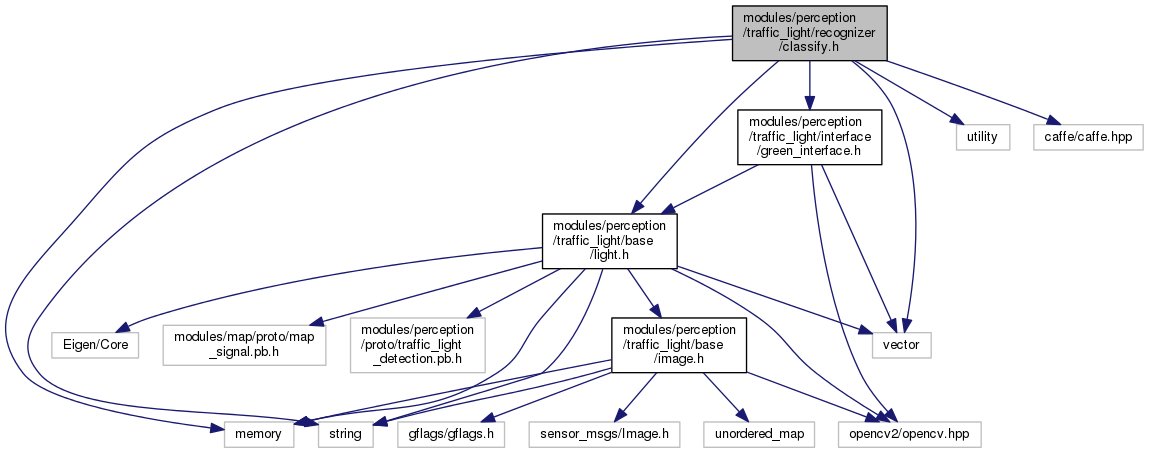 modules/perception
/traffic_light/recognizer
/classify.h
modules/perception
/traffic_light/interface
/green_interface.h
utility
caffe/caffe.hpp
modules/perception
/traffic_light/base
/light.h
Eigen/Core
modules/map/proto/map
_signal.pb.h
modules/perception
/proto/traffic_light
_detection.pb.h
modules/perception
/traffic_light/base
/image.h
vector
memory
string
gflags/gflags.h
sensor_msgs/Image.h
unordered_map
opencv2/opencv.hpp